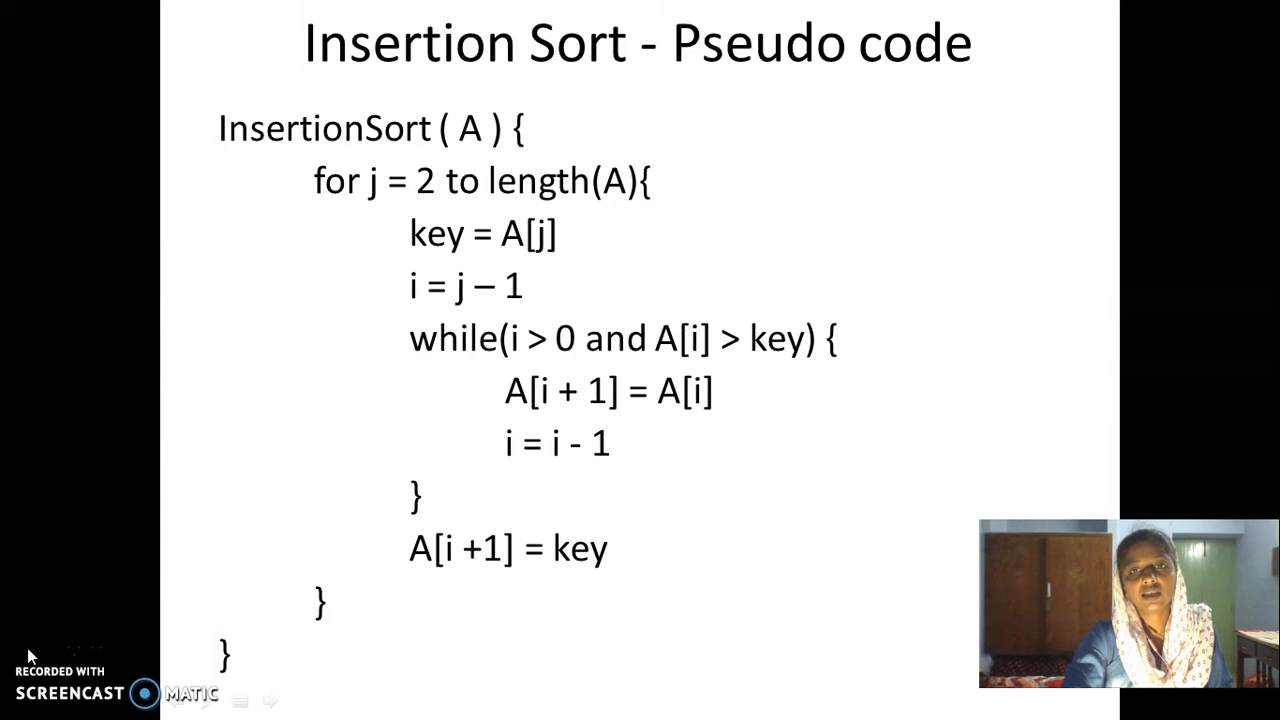 Insertion Sort - Pseudo code
InsertionSort ( A ) {
for j = 2 to length(A){
key = A[j]
i = j – 1
while(i > 0 and A[i] > key) {
A[i + 1] = A[i]
i = i - 1
}
A[i +1] = key
}
}
RECORDED WITH
SCREENCAST MATIC